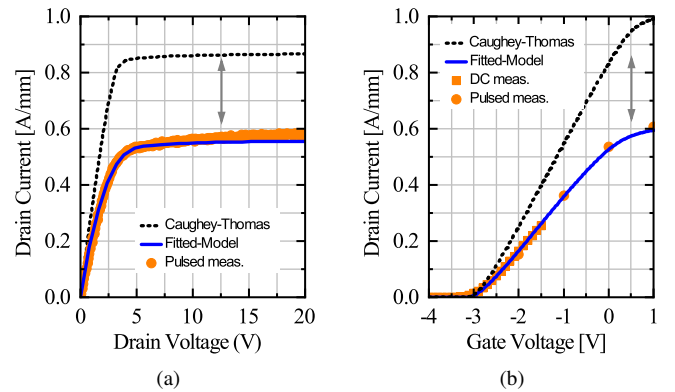 1.0
0.8
0.6
0.4
0.2
0.0
Drain Current [A/mm]
Caughey-Thomas
Fitted-Model
Pulsed meas.
0 5 10 15 20
Drain Voltage (V)
(a)
1.0
0.8
0.6
0.4
0.2
0.0
Drain Current [A/mm]
Caughey-Thomas
Fitted-Model
DC meas.
Pulsed meas.
-4 -3 -2 -1 0 1
Gate Voltage [V]
(b)